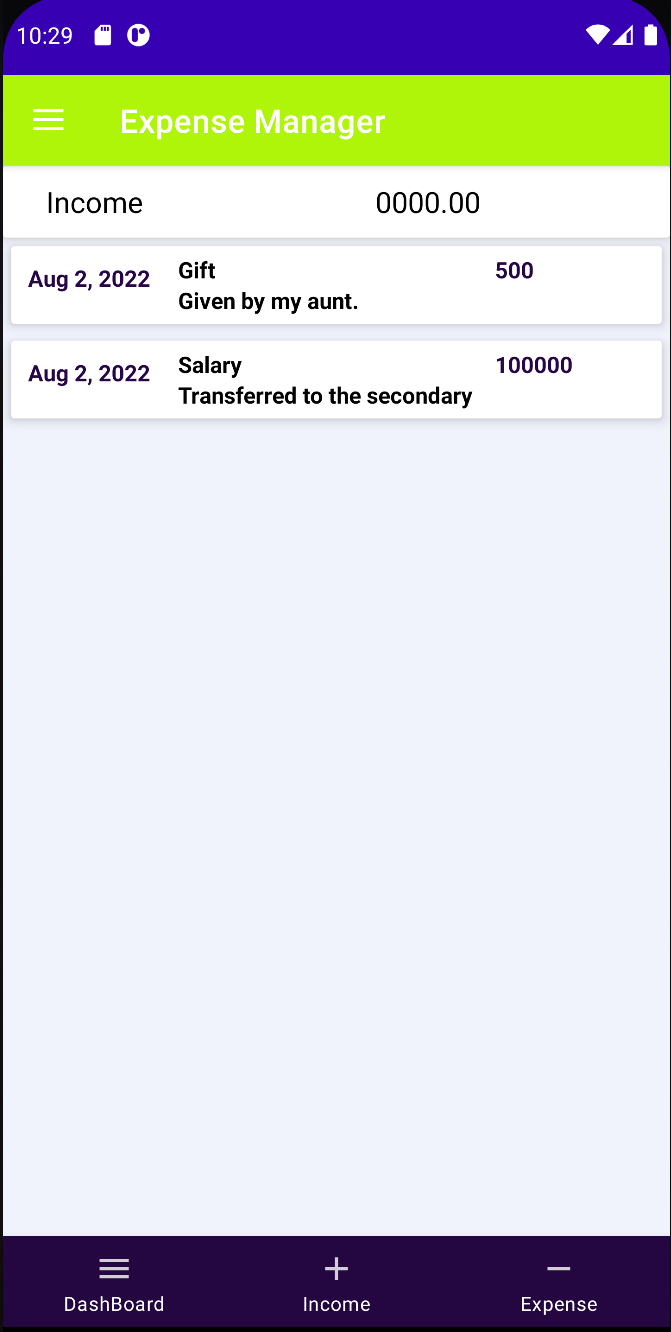 10:29
Expense Manager
Income 0000.00
Aug 2, 2022 Gift 500
Given by my aunt.
Aug 2, 2022 Salary 100000
Transferred to the secondary
DashBoard Income Expense